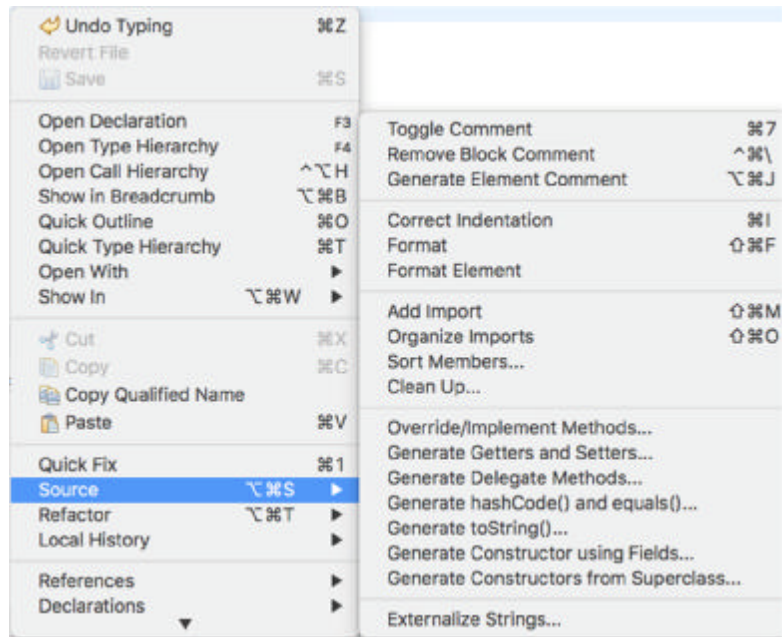 Undo Typing ⌘Z
Revert File
Save ⌘S
Open Declaration F3
Open Type Hierarchy F4
Open Call Hierarchy ^⌥H
Show in Breadcrumb ⌥⌘B
Quick Outline ⌘O
Quick Type Hierarchy ⌘T
Open With ▶
Show In ⌥⌘W ▶
Cut ⌘X
Copy ⌘C
Copy Qualified Name
Paste ⌘V
Quick Fix ⌘1
Source ⌥⌘S ▶
Refactor ⌥⌘T ▶
Local History ▶
References ▶
Declarations ▶
Toggle Comment ⌘7
Remove Block Comment ^⌘\
Generate Element Comment ⌥⌘J
Correct Indentation ⌘I
Format ⇧⌘F
Format Element
Add Import ⇧⌘M
Organize Imports ⇧⌘O
Sort Members...
Clean Up...
Override/Implement Methods...
Generate Getters and Setters...
Generate Delegate Methods...
Generate hashCode() and equals()...
Generate toString()...
Generate Constructor using Fields...
Generate Constructors from Superclass...
Externalize Strings...